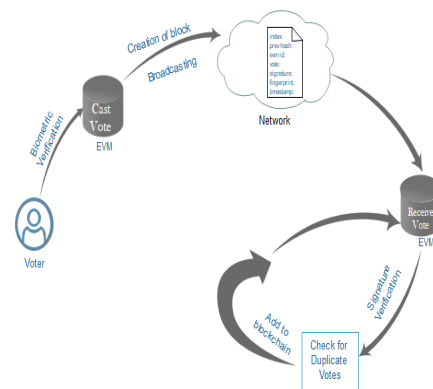 Creation of block
Broadcasting
index:
prev hash:
evm id:
vote:
signature:
fingerprint:
timestamp:
Network
Biometric
Verification
Cast
Vote
EVM
Voter
Receive
Vote
EVM
Signature
Verification
Add to
blockchain
Check for
Duplicate
Votes